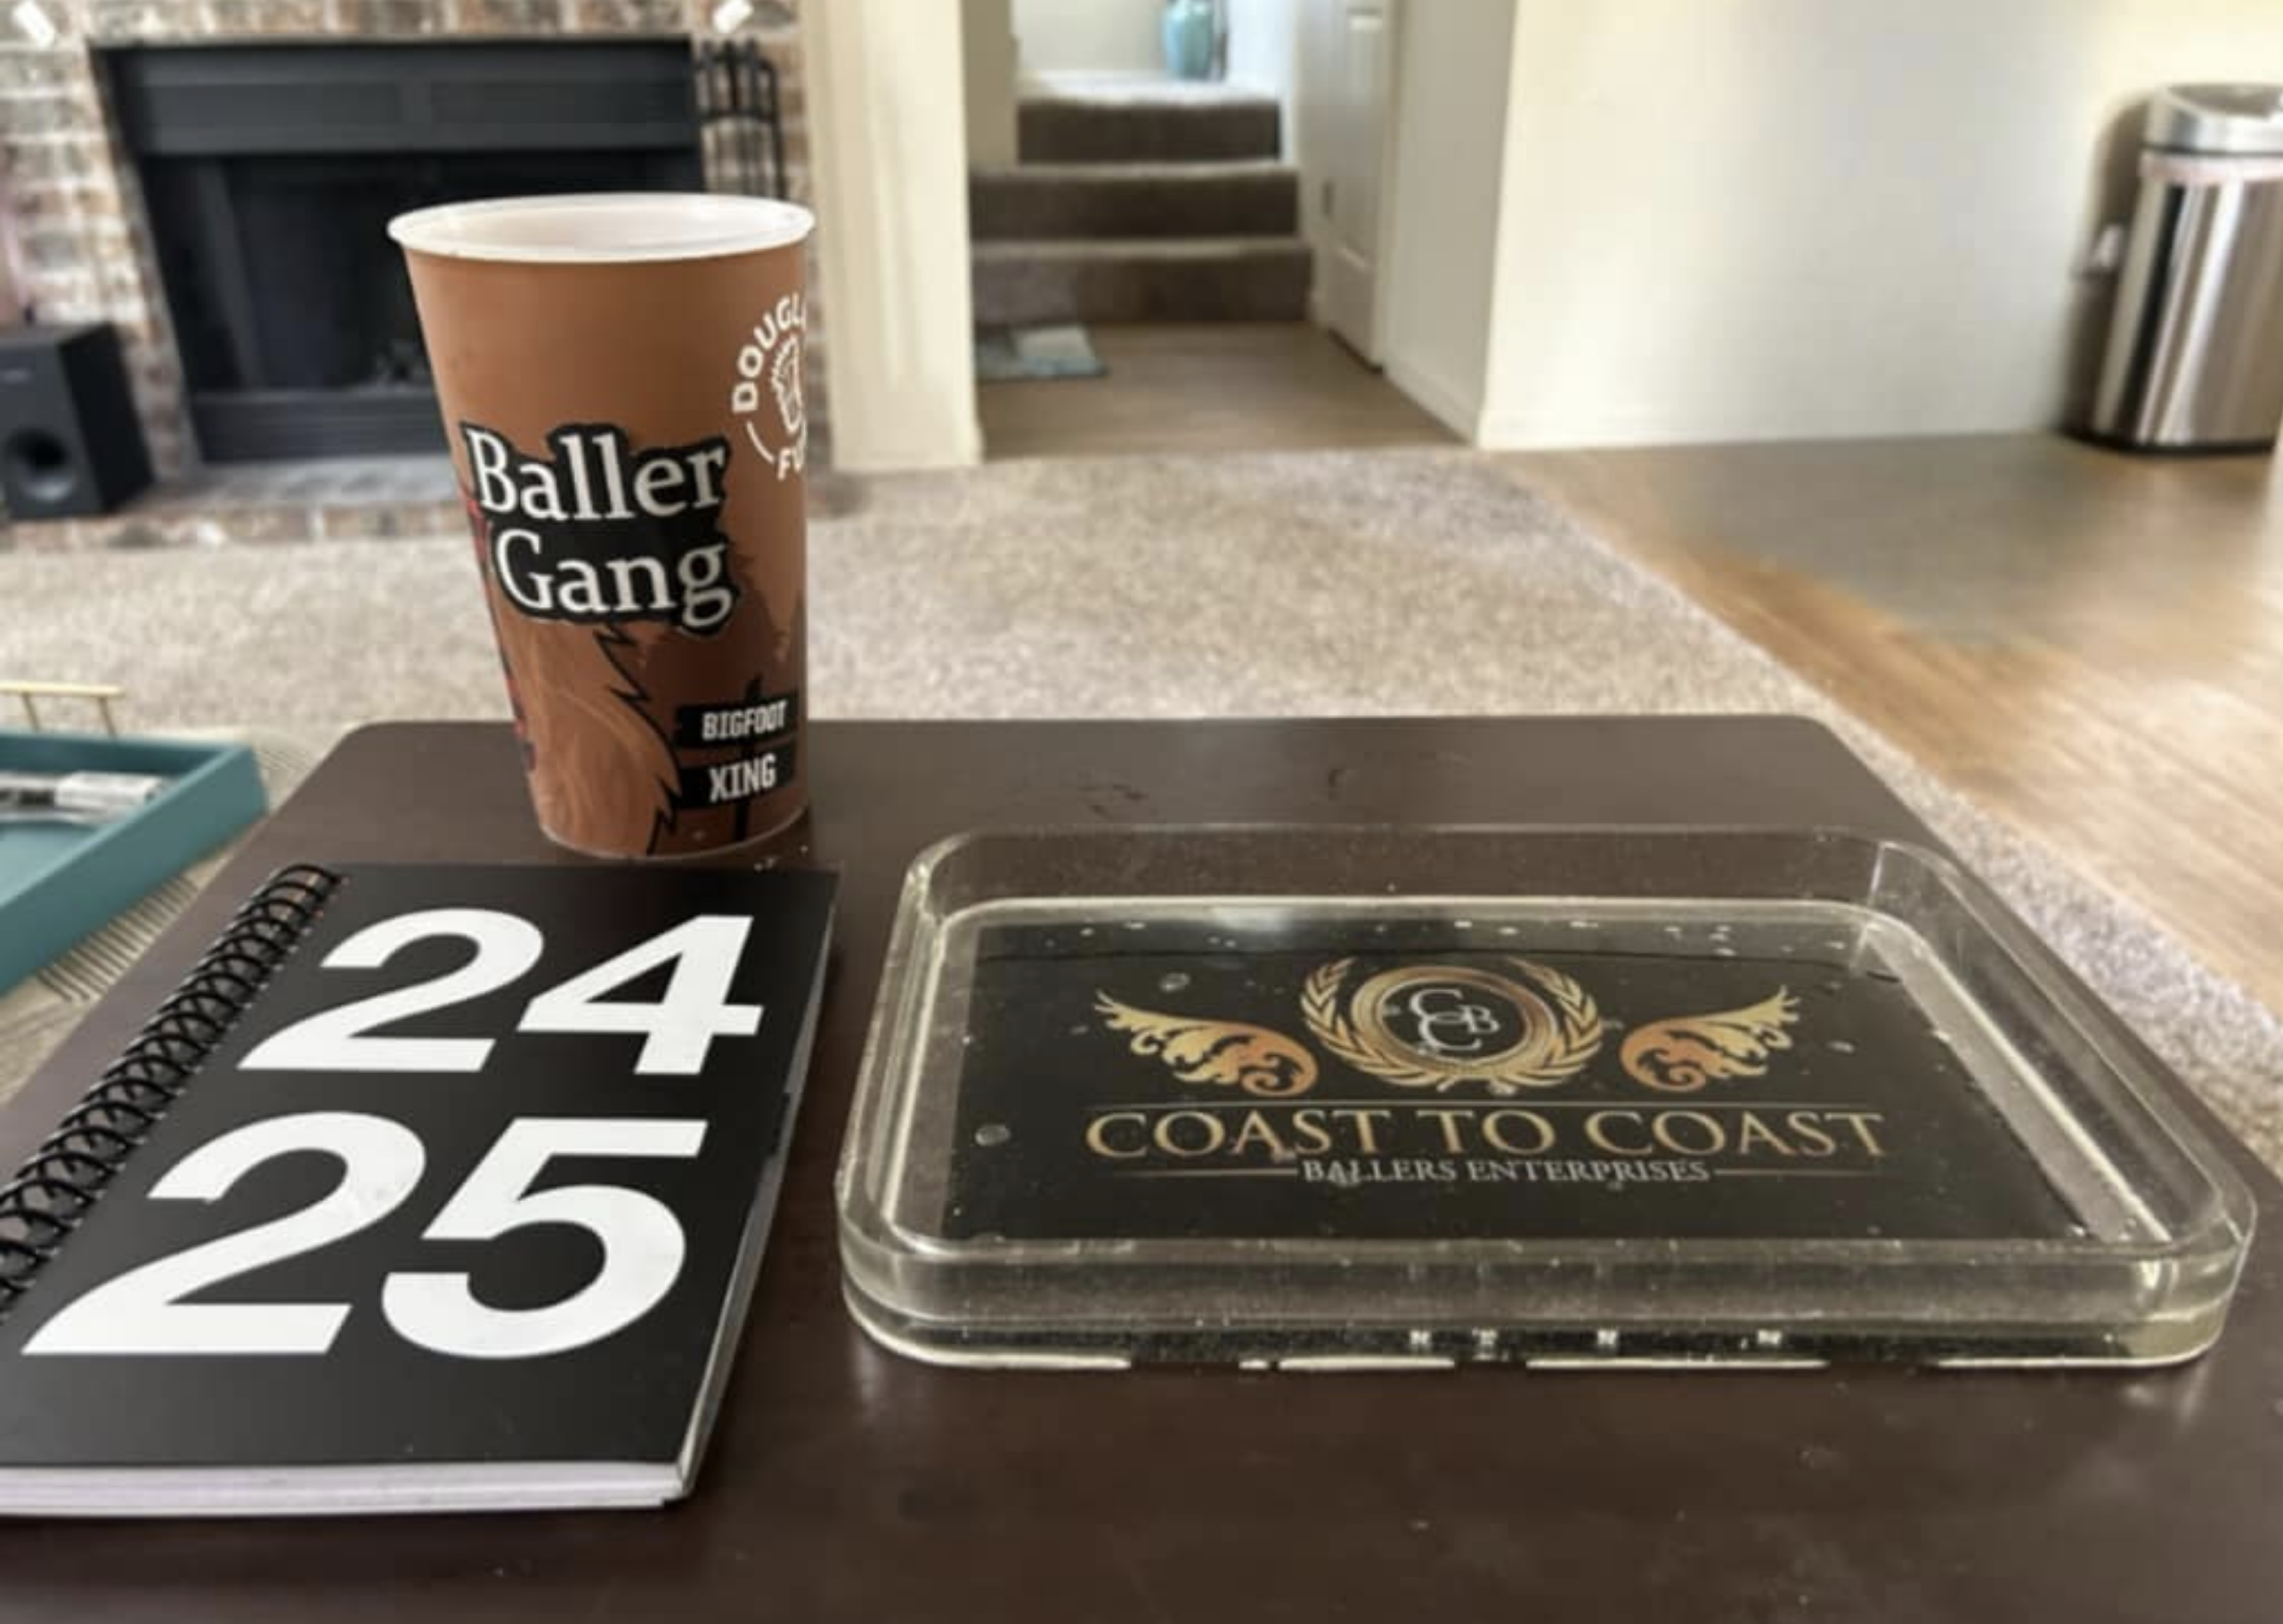 Baller
Gang
BIGFOOT
XING
24
25
COAST TO COAST
BALLERS ENTERPRISES